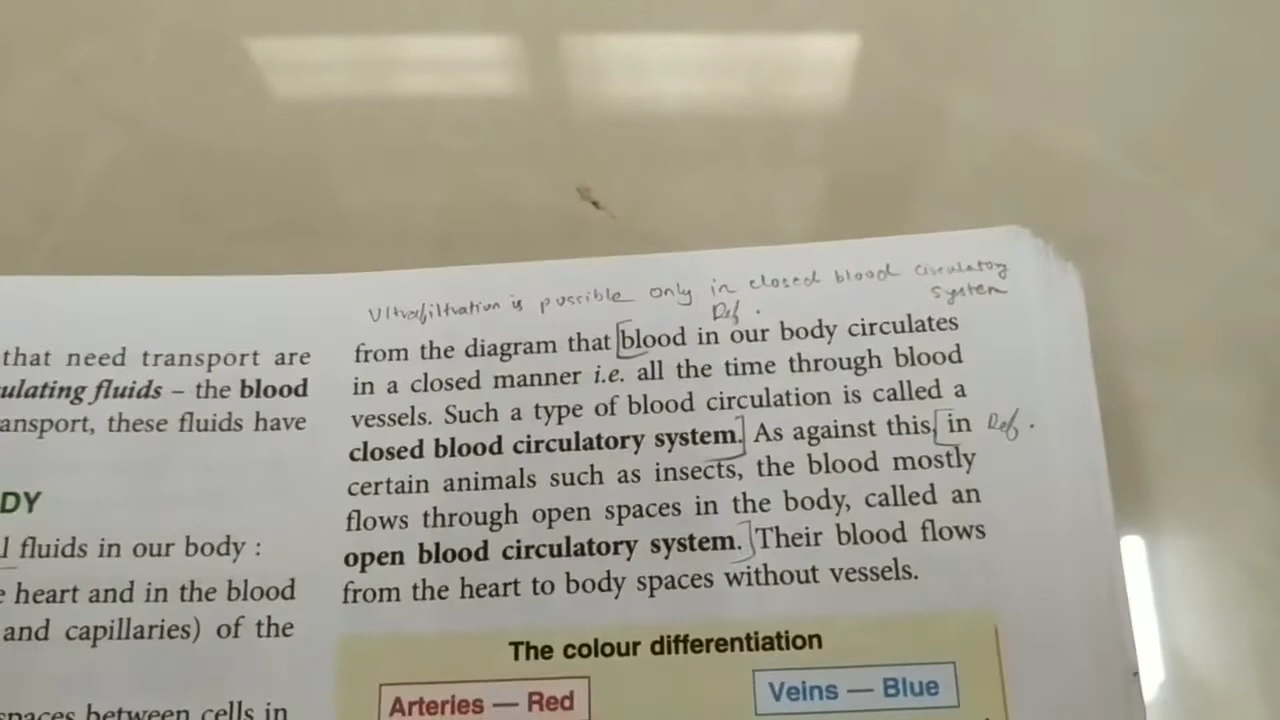 that need transport are
ulating fluids – the blood
ansport, these fluids have
DY
l fluids in our body :
e heart and in the blood
and capillaries) of the
spaces between cells in
Ultrafiltration is possible only in closed blood circulatory
system
Def.
from the diagram that [blood in our body circulates
in a closed manner i.e. all the time through blood
vessels. Such a type of blood circulation is called a
closed blood circulatory system.] As against this, [in Def.
certain animals such as insects, the blood mostly
flows through open spaces in the body, called an
open blood circulatory system.] Their blood flows
from the heart to body spaces without vessels.
The colour differentiation
Arteries — Red
Veins — Blue